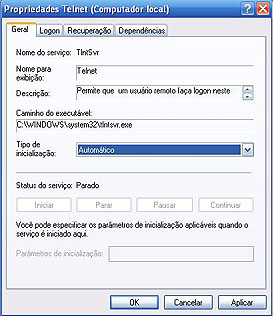 Propriedades Telnet (Computador local)
Geral Logon Recuperação Dependências
Nome do serviço: TlntSvr
Nome para exibição: Telnet
Descrição: Permite que um usuário remoto faça logon neste
Caminho do executável:
C:\WINDOWS\system32\tlntsvr.exe
Tipo de inicialização: Automático
Status do serviço: Parado
Iniciar Parar Pausar Continuar
Você pode especificar os parâmetros de inicialização aplicáveis quando o
serviço é iniciado aqui.
Parâmetros de inicialização:
OK Cancelar Aplicar